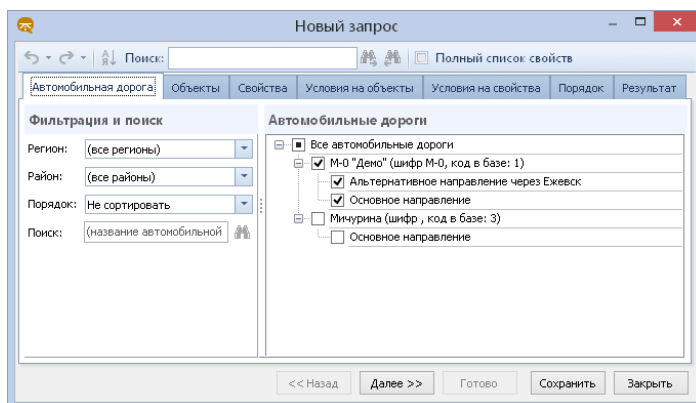 Новый запрос
Поиск: Полный список свойств
Автомобильная дорога Объекты Свойства Условия на объекты Условия на свойства Порядок Результат
Фильтрация и поиск
Регион: (все регионы)
Район: (все районы)
Порядок: Не сортировать
Поиск: (название автомобильной
Автомобильные дороги
Все автомобильные дороги
М-0 "Демо" (шифр М-0, код в базе: 1)
Альтернативное направление через Ежевск
Основное направление
Мичурина (шифр , код в базе: 3)
Основное направление
<< Назад Далее >> Готово Сохранить Закрыть